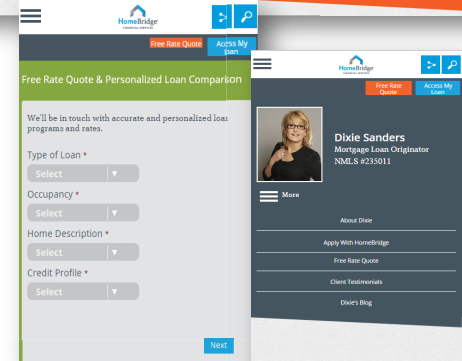 HomeBridge
FINANCIAL SERVICES
Free Rate Quote
Access My
Loan
Free Rate Quote & Personalized Loan Comparison
We'll be in touch with accurate and personalized loan
programs and rates.
Type of Loan *
Select
Occupancy *
Select
Home Description *
Select
Credit Profile *
Select
Next
HomeBridge
FINANCIAL SERVICES
Free Rate
Quote
Access My
Loan
Dixie Sanders
Mortgage Loan Originator
NMLS #235011
More
About Dixie
Apply With HomeBridge
Free Rate Quote
Client Testimonials
Dixie's Blog